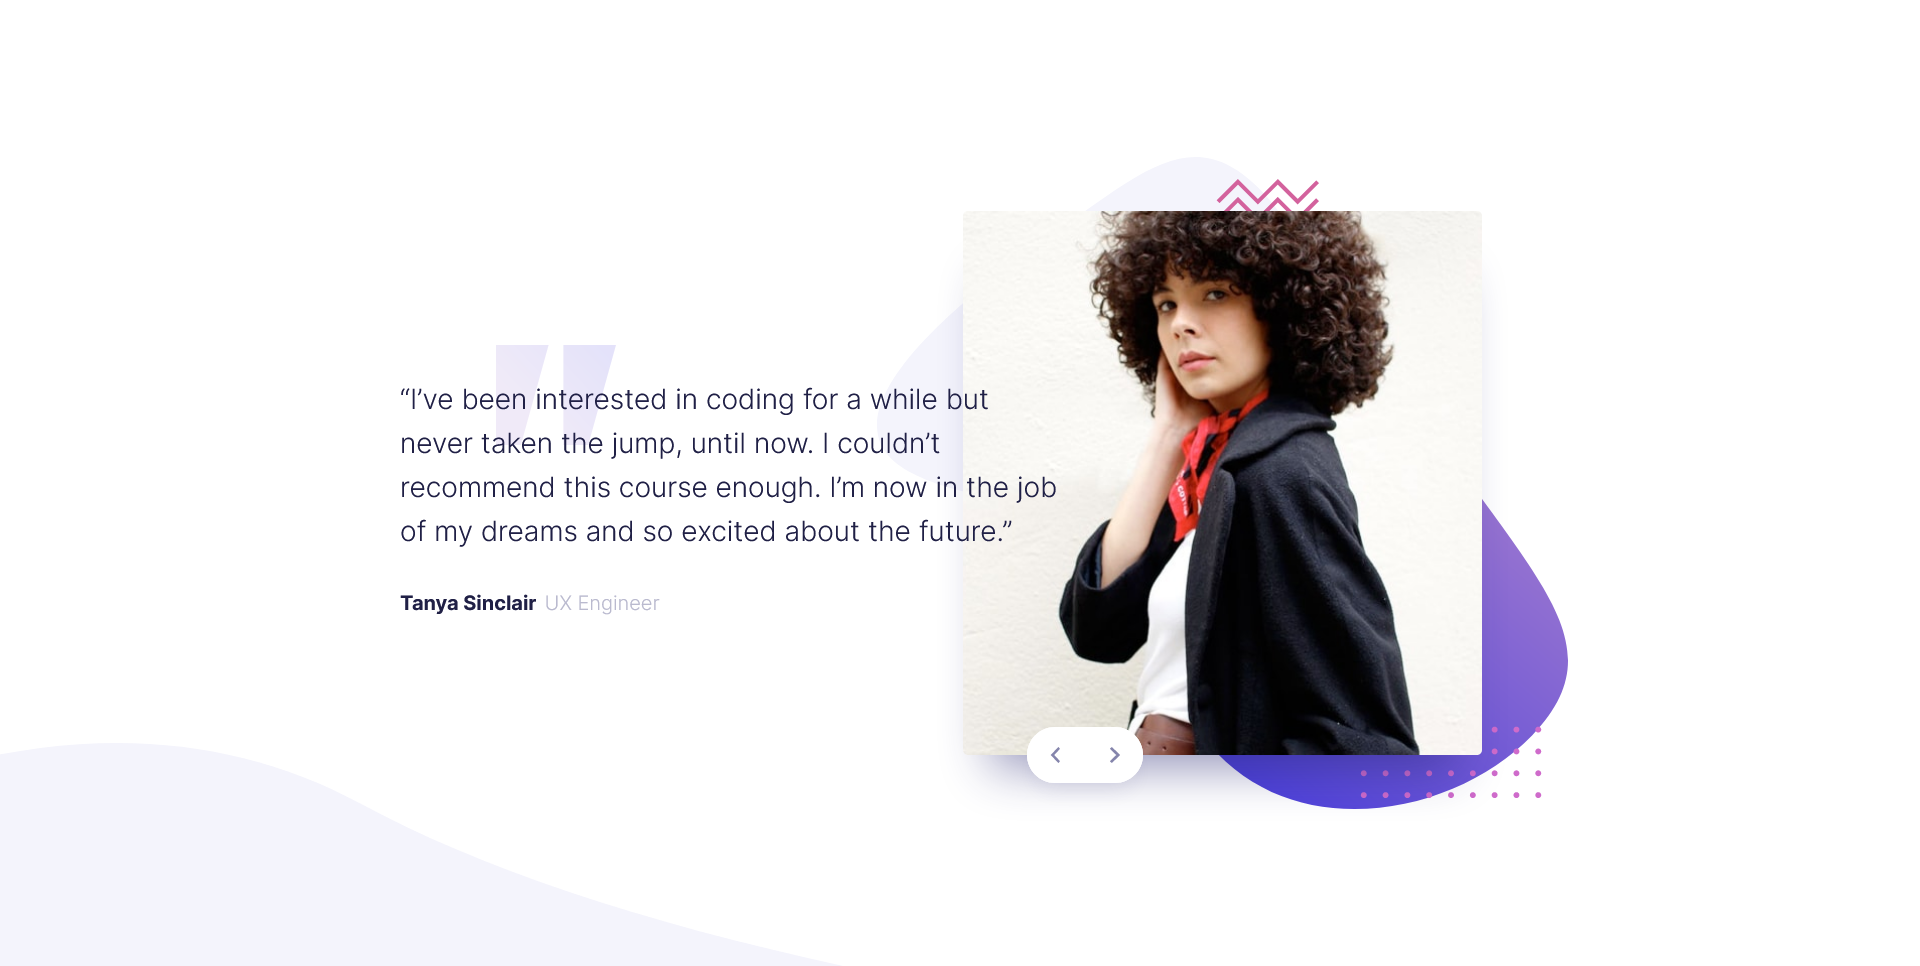 “I’ve been interested in coding for a while but
never taken the jump, until now. I couldn’t
recommend this course enough. I’m now in the job
of my dreams and so excited about the future.”
Tanya Sinclair UX Engineer